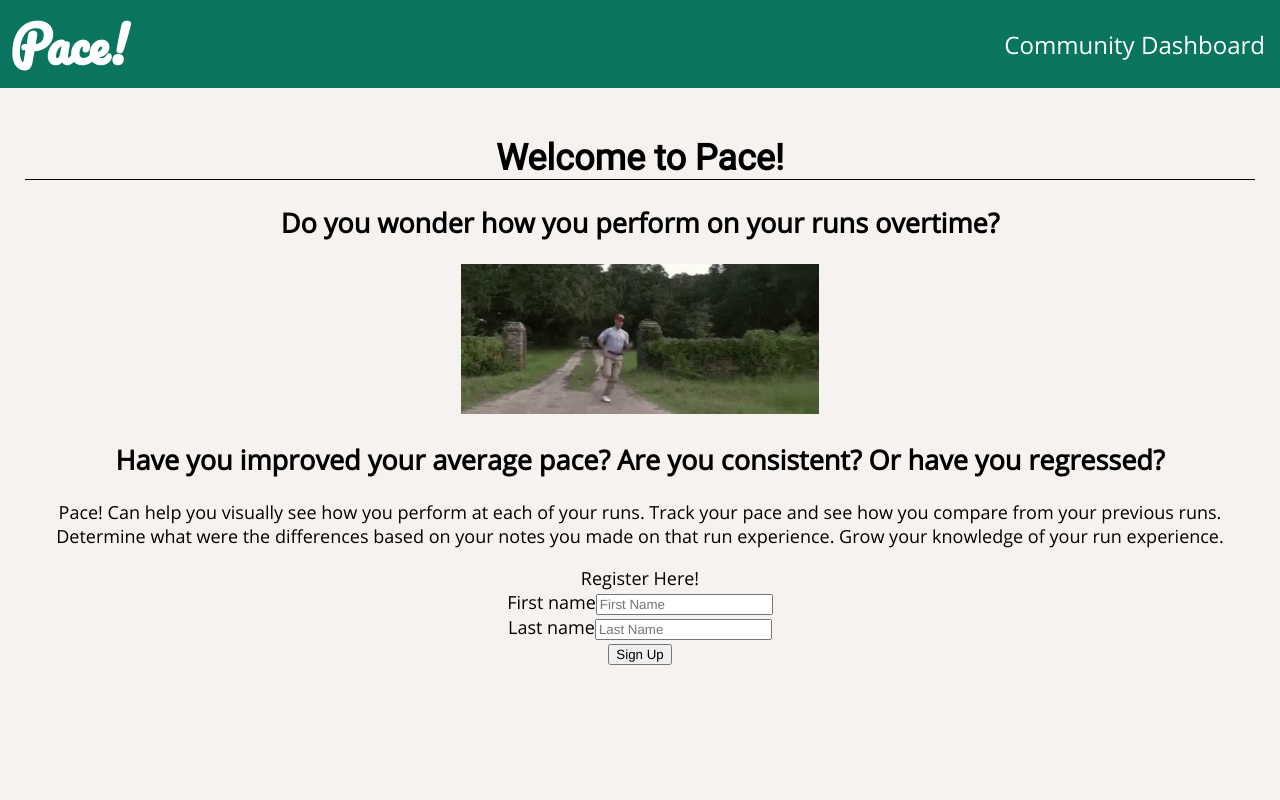 Pace!
Community Dashboard
Welcome to Pace!
Do you wonder how you perform on your runs overtime?
Have you improved your average pace? Are you consistent? Or have you regressed?
Pace! Can help you visually see how you perform at each of your runs. Track your pace and see how you compare from your previous runs.
Determine what were the differences based on your notes you made on that run experience. Grow your knowledge of your run experience.
Register Here!
First name First Name
Last name Last Name
Sign Up